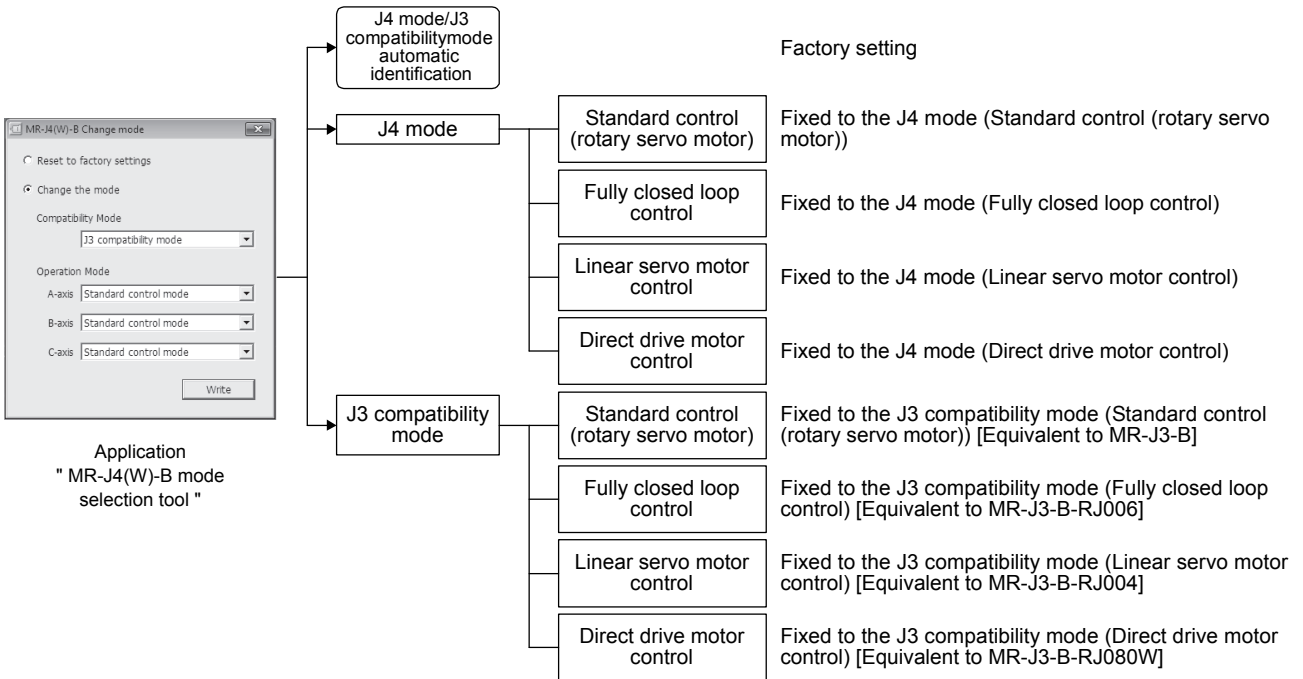 J4 mode/J3
compatibilitymode
automatic
identification
Factory setting
MR-J4(W)-B Change mode
Reset to factory settings
Change the mode
Compatibility Mode
J3 compatibility mode
Operation Mode
A-axis Standard control mode
B-axis Standard control mode
C-axis Standard control mode
Write
Application
" MR-J4(W)-B mode
selection tool "
J4 mode
Standard control
(rotary servo motor)
Fixed to the J4 mode (Standard control (rotary servo
motor))
Fully closed loop
control
Fixed to the J4 mode (Fully closed loop control)
Linear servo motor
control
Fixed to the J4 mode (Linear servo motor control)
Direct drive motor
control
Fixed to the J4 mode (Direct drive motor control)
J3 compatibility
mode
Standard control
(rotary servo motor)
Fixed to the J3 compatibility mode (Standard control
(rotary servo motor)) [Equivalent to MR-J3-B]
Fully closed loop
control
Fixed to the J3 compatibility mode (Fully closed loop
control) [Equivalent to MR-J3-B-RJ006]
Linear servo motor
control
Fixed to the J3 compatibility mode (Linear servo motor
control) [Equivalent to MR-J3-B-RJ004]
Direct drive motor
control
Fixed to the J3 compatibility mode (Direct drive motor
control) [Equivalent to MR-J3-B-RJ080W]